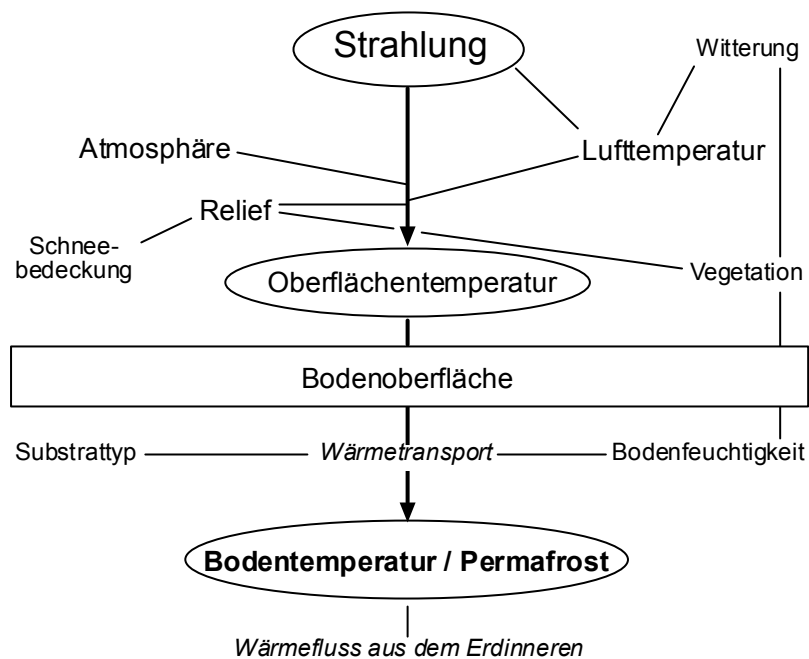 Strahlung
Witterung
Atmosphäre
Lufttemperatur
Relief
Schnee-
bedeckung
Vegetation
Oberflächentemperatur
Bodenoberfläche
Substrattyp
Wärmetransport
Bodenfeuchtigkeit
Bodentemperatur / Permafrost
Wärmefluss aus dem Erdinneren